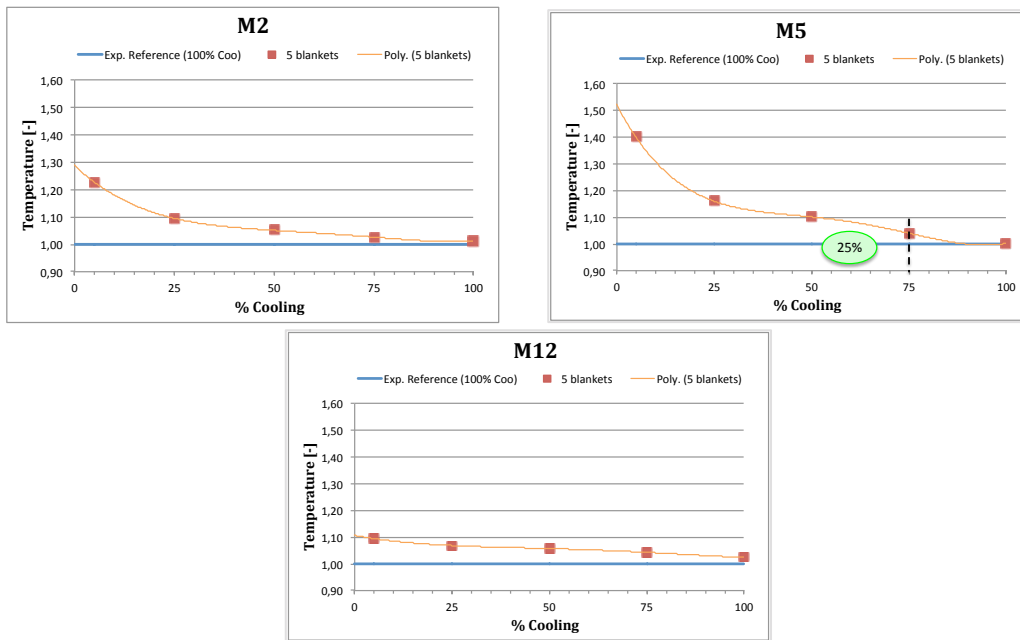 M2
Exp. Reference (100% Coo) 5 blankets Poly. (5 blankets)
Temperature [-]
1,60
1,50
1,40
1,30
1,20
1,10
1,00
0,90
0 25 50 75 100
% Cooling
M5
Exp. Reference (100% Coo) 5 blankets Poly. (5 blankets)
Temperature [-]
1,60
1,50
1,40
1,30
1,20
1,10
1,00
0,90
25%
0 25 50 75 100
% Cooling
M12
Exp. Reference (100% Coo) 5 blankets Poly. (5 blankets)
Temperature [-]
1,60
1,50
1,40
1,30
1,20
1,10
1,00
0,90
0 25 50 75 100
% Cooling